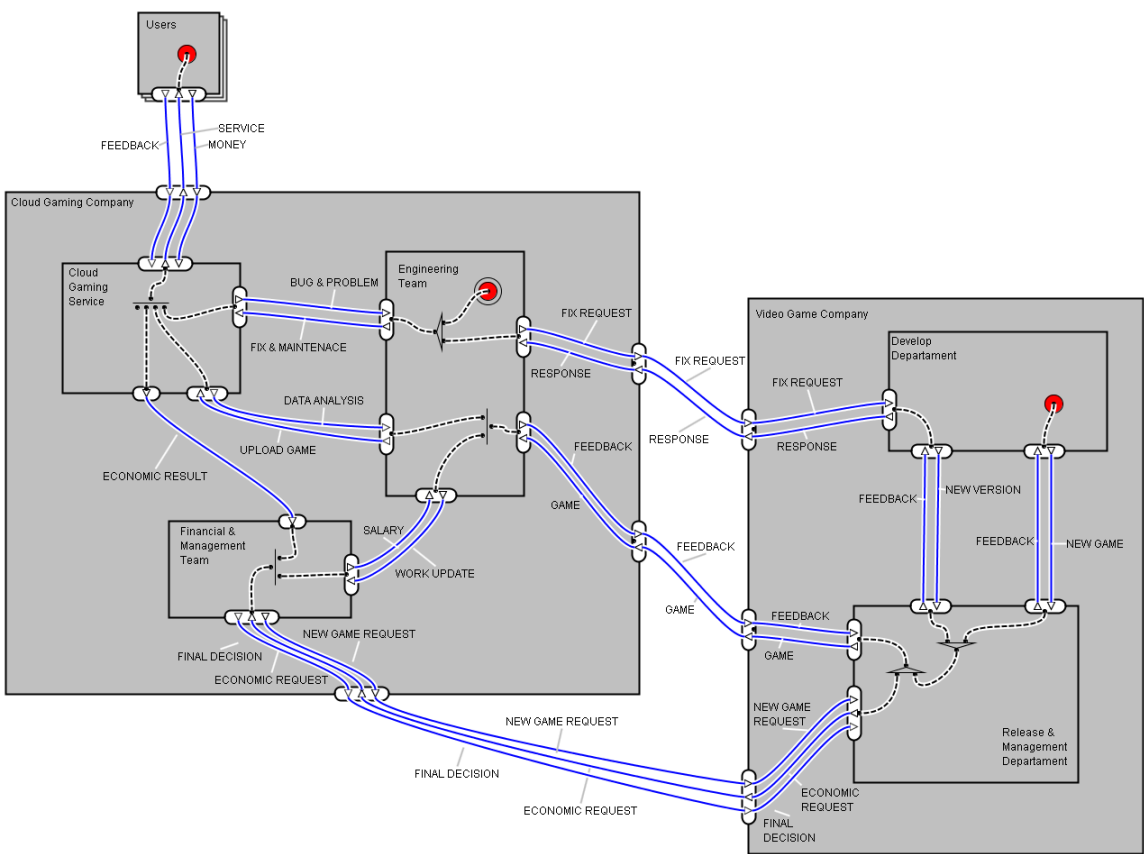 Users
SERVICE
FEEDBACK
MONEY
Cloud Gaming Company
Cloud
Gaming
Service
Engineering
Team
BUG & PROBLEM
FIX & MAINTENACE
FIX REQUEST
RESPONSE
Video Game Company
Develop
Departament
FIX REQUEST
FIX REQUEST
RESPONSE
RESPONSE
DATA ANALYSIS
UPLOAD GAME
ECONOMIC RESULT
FEEDBACK
GAME
FEEDBACK
NEW VERSION
FEEDBACK
NEW GAME
Financial &
Management
Team
SALARY
WORK UPDATE
FEEDBACK
GAME
FEEDBACK
GAME
NEW GAME REQUEST
FINAL DECISION
ECONOMIC REQUEST
NEW GAME REQUEST
FINAL DECISION
ECONOMIC REQUEST
NEW GAME
REQUEST
Release &
Management
Departament
ECONOMIC
REQUEST
FINAL
DECISION